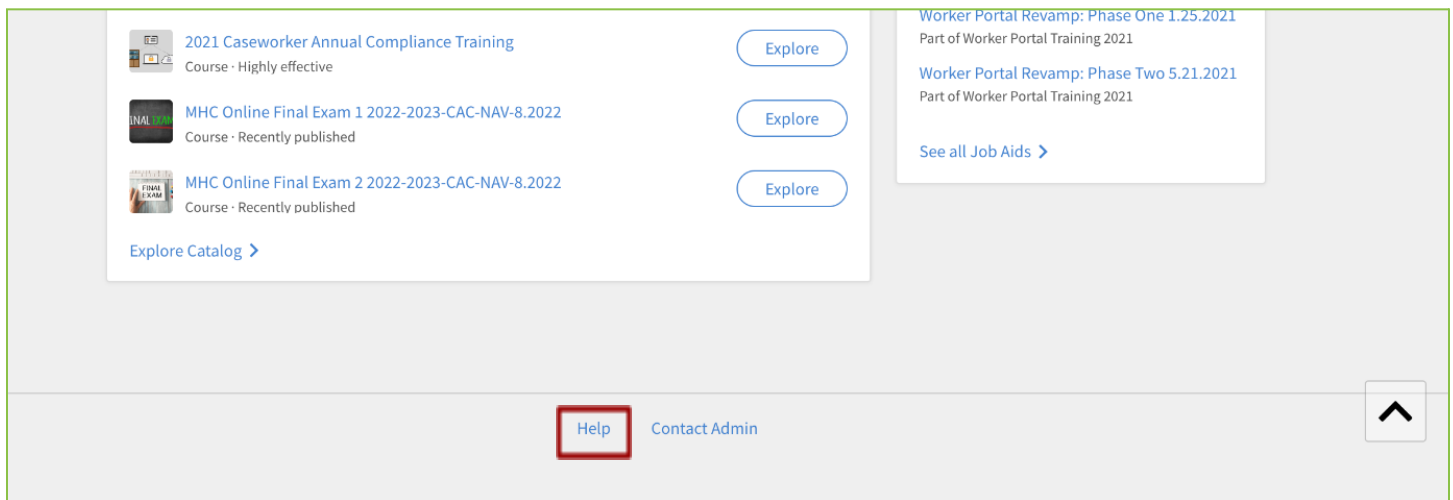 2021 Caseworker Annual Compliance Training
Course · Highly effective
Explore
INAL EXAM
MHC Online Final Exam 1 2022-2023-CAC-NAV-8.2022
Course · Recently published
Explore
FINAL
EXAM
MHC Online Final Exam 2 2022-2023-CAC-NAV-8.2022
Course · Recently published
Explore
Explore Catalog
Worker Portal Revamp: Phase One 1.25.2021
Part of Worker Portal Training 2021
Worker Portal Revamp: Phase Two 5.21.2021
Part of Worker Portal Training 2021
See all Job Aids
Help
Contact Admin